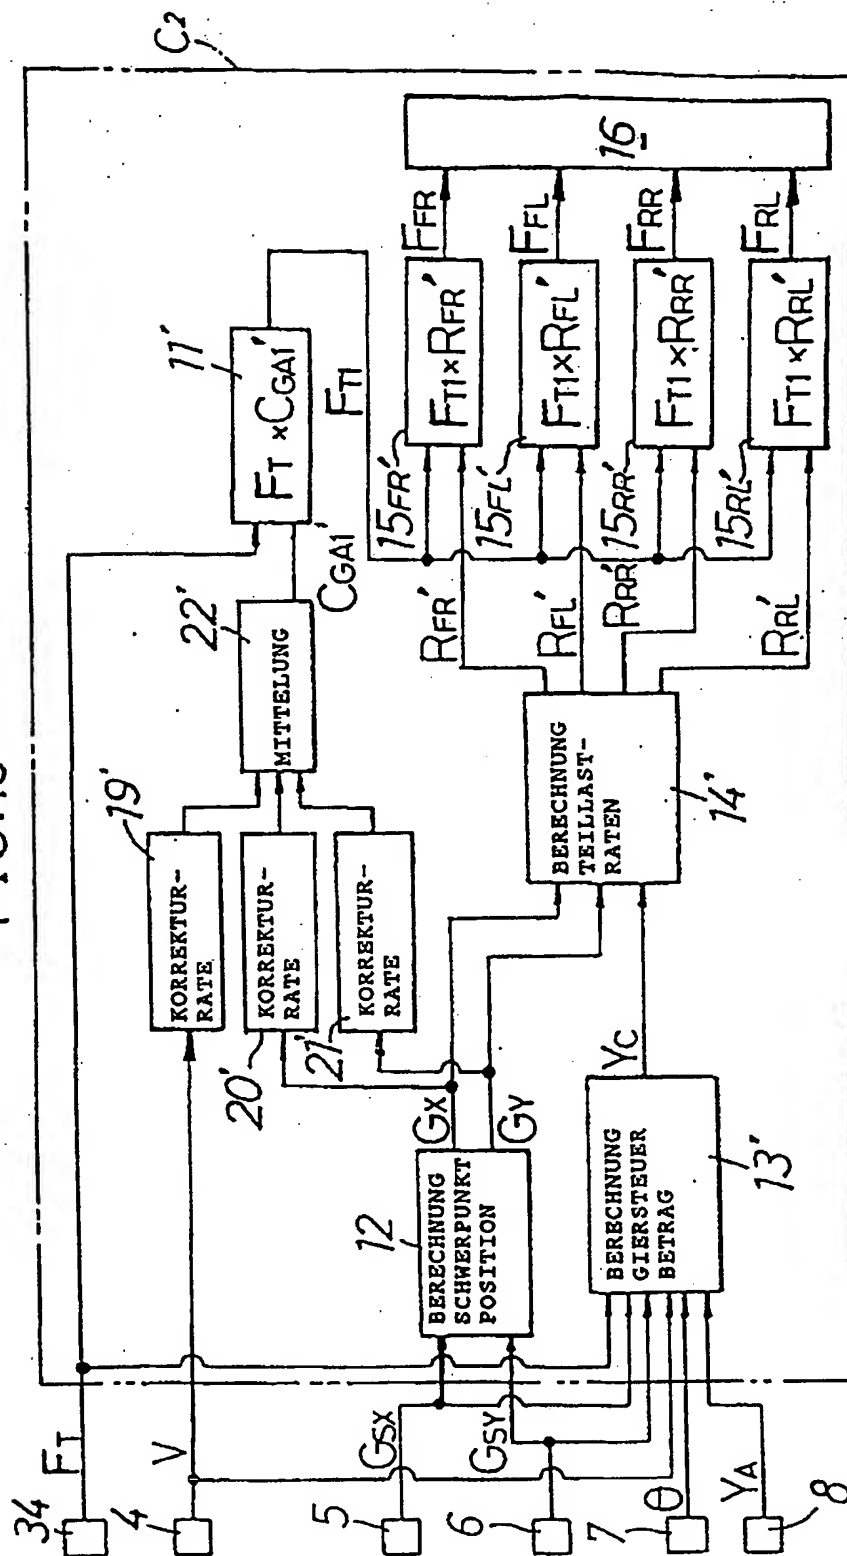 C2
34
FT
4
V
5
GSX
6
GSY
7
θ
8
YA
19'
KORREKTUR-
RATE
20'
KORREKTUR-
RATE
21'
KORREKTUR-
RATE
22'
MITTELUNG
CGA1'
11'
FT × CGA1'
FT1
12
BERECHNUNG
SCHWERPUNKT
POSITION
GX
GY
13'
BERECHNUNG
GIERSTEUER
BETRAG
YC
14'
BERECHNUNG
TEILLAST-
RATEN
RFR'
RFL'
RRR'
RRL'
15FR'
FT1×RFR'
FFR
15FL'
FT1×RFL'
FFL
15RR'
FT1×RRR'
FRR
15RL'
FT1×RRL'
FRL
16